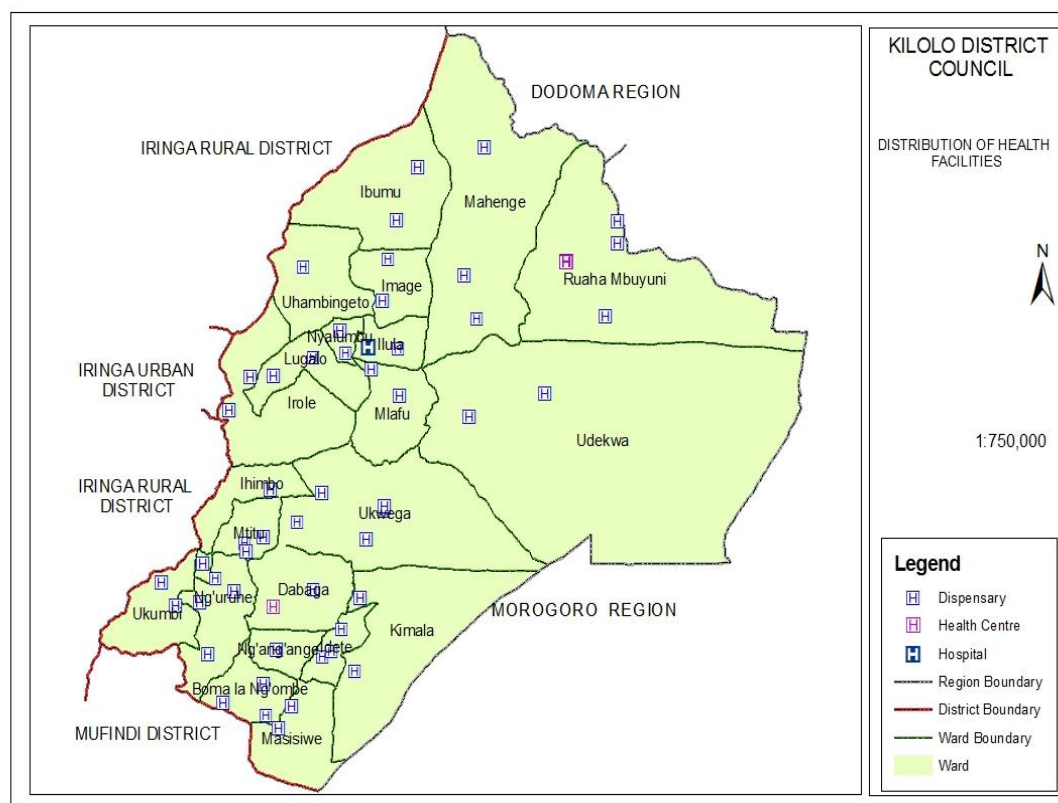 KILOLO DISTRICT
COUNCIL
DISTRIBUTION OF HEALTH
FACILITIES
N
1:750,000
Legend
H Dispensary
H Health Centre
H Hospital
Region Boundary
District Boundary
Ward Boundary
Ward
DODOMA REGION
IRINGA RURAL DISTRICT
Ibumu
Mahenge
Image
Ruaha Mbuyuni
Uhambingeto
Nyalumbu
Ilula
Lugalo
IRINGA URBAN
DISTRICT
Irole
Mlafu
Udekwa
IRINGA RURAL
DISTRICT
Ihimbo
Ukwega
Mtitu
Dabaga
Ng'uruhe
Ukumbi
MOROGORO REGION
Kimala
Ng'ang'ange
Idete
Boma la Ng'ombe
MUFINDI DISTRICT
Masisiwe